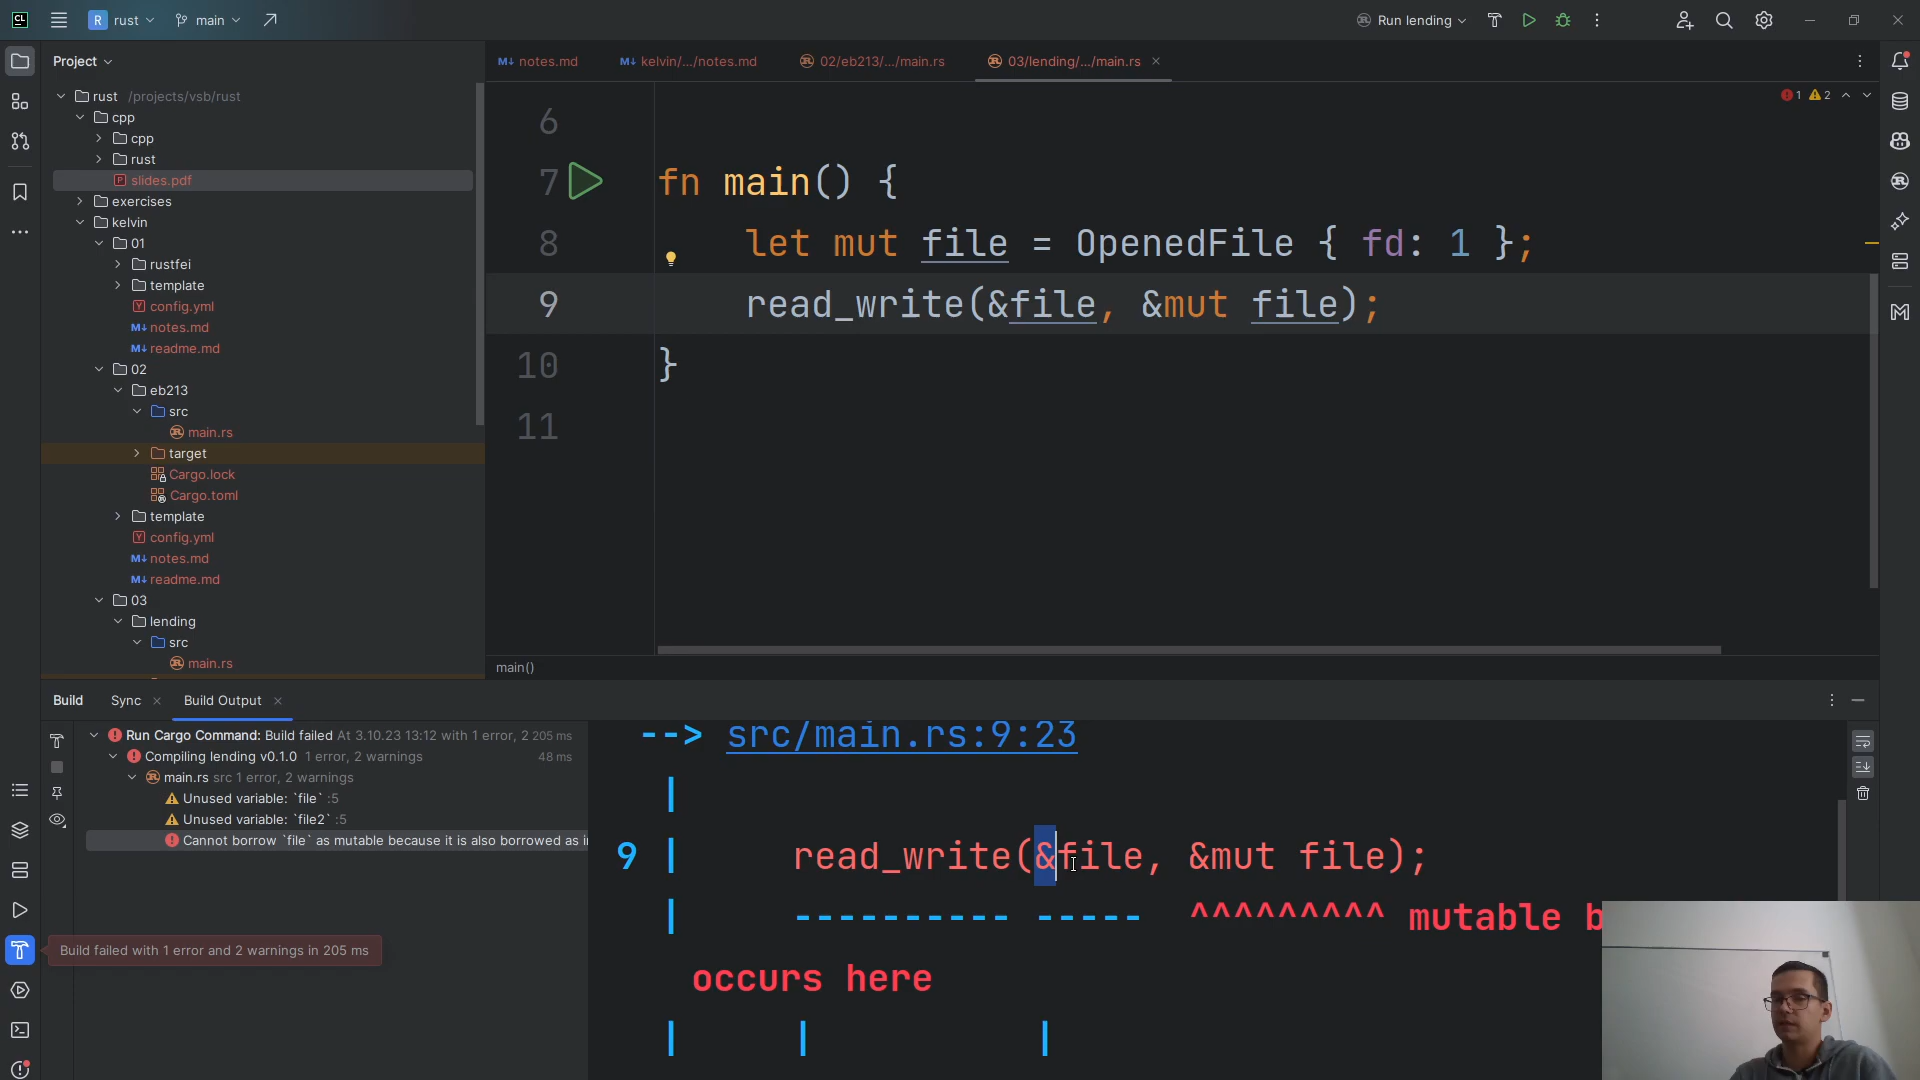 CL
R rust
main
Run lending
Project
notes.md
kelvin/.../notes.md
02/eb213/.../main.rs
03/lending/.../main.rs
1 2
rust /projects/vsb/rust
cpp
cpp
rust
slides.pdf
exercises
kelvin
01
rustfei
template
config.yml
notes.md
readme.md
02
eb213
src
main.rs
target
Cargo.lock
Cargo.toml
template
config.yml
notes.md
readme.md
03
lending
src
main.rs
6
7 fn main() {
8 let mut file = OpenedFile { fd: 1 };
9 read_write(&file, &mut file);
10 }
11
main()
Build
Sync
Build Output
Run Cargo Command: Build failed At 3.10.23 13:12 with 1 error, 2 205 ms
Compiling lending v0.1.0 1 error, 2 warnings 48 ms
main.rs src 1 error, 2 warnings
Unused variable: `file` :5
Unused variable: `file2` :5
Cannot borrow `file` as mutable because it is also borrowed as i
Build failed with 1 error and 2 warnings in 205 ms
--> src/main.rs:9:23
|
9 | read_write(&file, &mut file);
| ---------- ----- ^^^^^^^^^ mutable b
occurs here
| | |